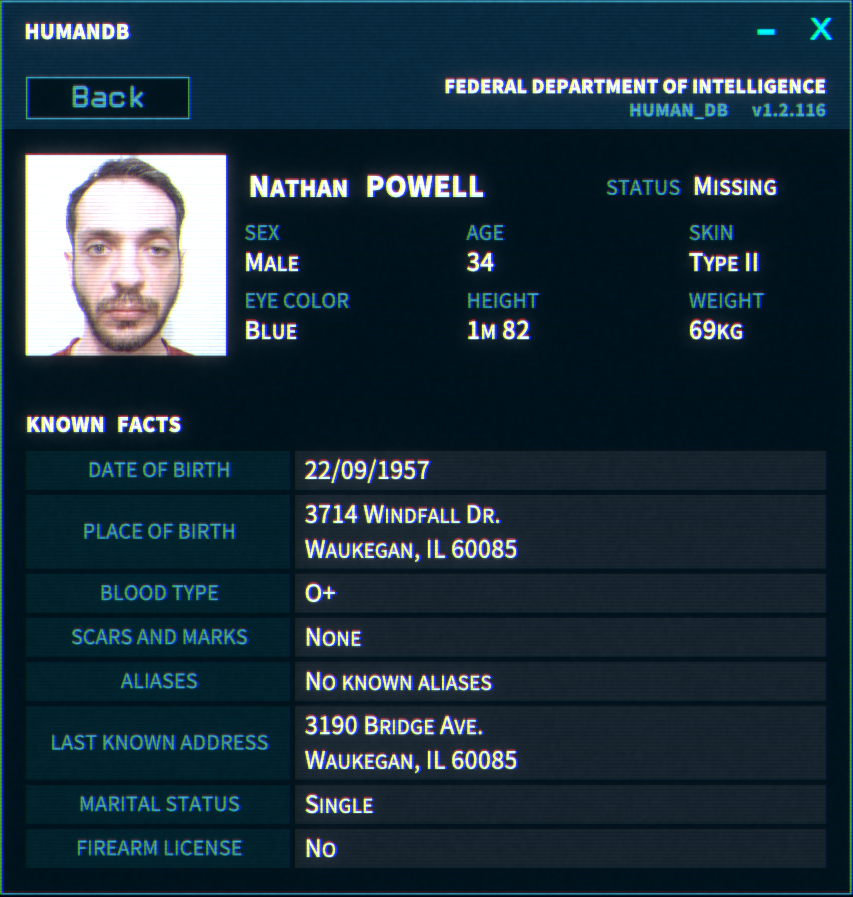 HUMANDB
– X
Back
FEDERAL DEPARTMENT OF INTELLIGENCE
HUMAN_DB v1.2.116
NATHAN POWELL
STATUS MISSING
SEX AGE SKIN
MALE 34 TYPE II
EYE COLOR HEIGHT WEIGHT
BLUE 1M 82 69KG
KNOWN FACTS
DATE OF BIRTH 22/09/1957
PLACE OF BIRTH 3714 WINDFALL DR.
WAUKEGAN, IL 60085
BLOOD TYPE O+
SCARS AND MARKS NONE
ALIASES NO KNOWN ALIASES
LAST KNOWN ADDRESS 3190 BRIDGE AVE.
WAUKEGAN, IL 60085
MARITAL STATUS SINGLE
FIREARM LICENSE NO